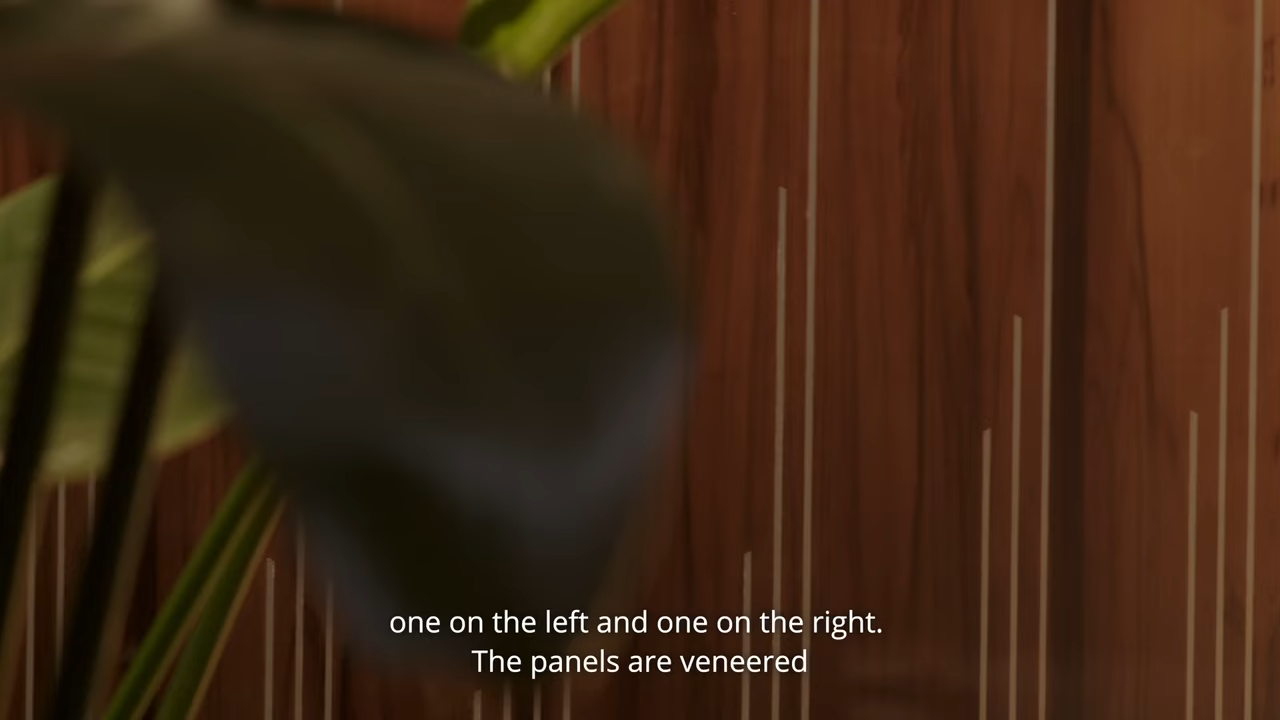 one on the left and one on the right.
The panels are veneered